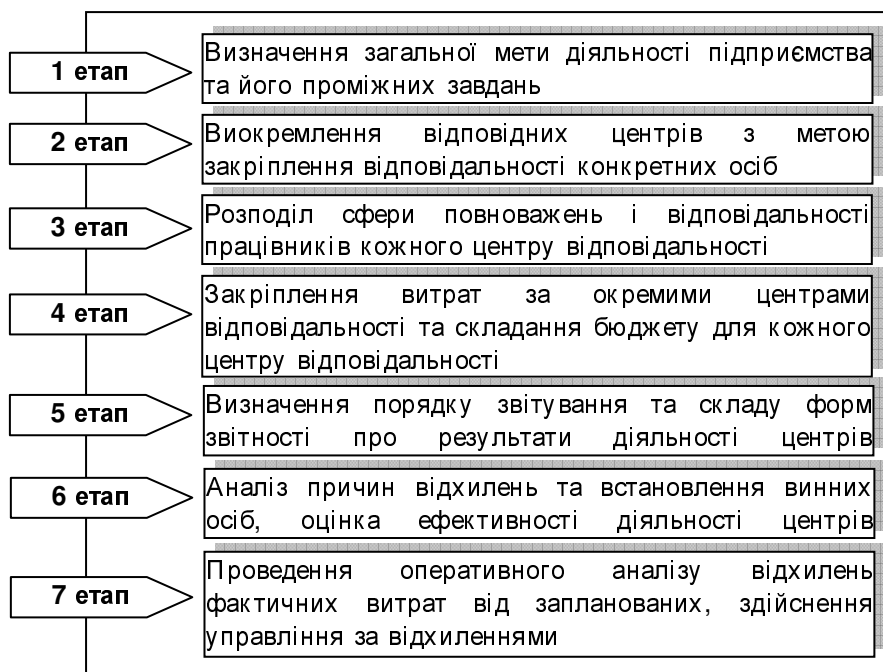 1 етап
Визначення загальної мети діяльності підприємства
та його проміжних завдань
2 етап
Виокремлення відповідних центрів з метою
закріплення відповідальності конкретних осіб
3 етап
Розподіл сфери повноважень і відповідальності
працівників кожного центру відповідальності
4 етап
Закріплення витрат за окремими центрами
відповідальності та складання бюджету для кожного
центру відповідальності
5 етап
Визначення порядку звітування та складу форм
звітності про результати діяльності центрів
6 етап
Аналіз причин відхилень та встановлення винних
осіб, оцінка ефективності діяльності центрів
7 етап
Проведення оперативного аналізу відхилень
фактичних витрат від запланованих, здійснення
управління за відхиленнями